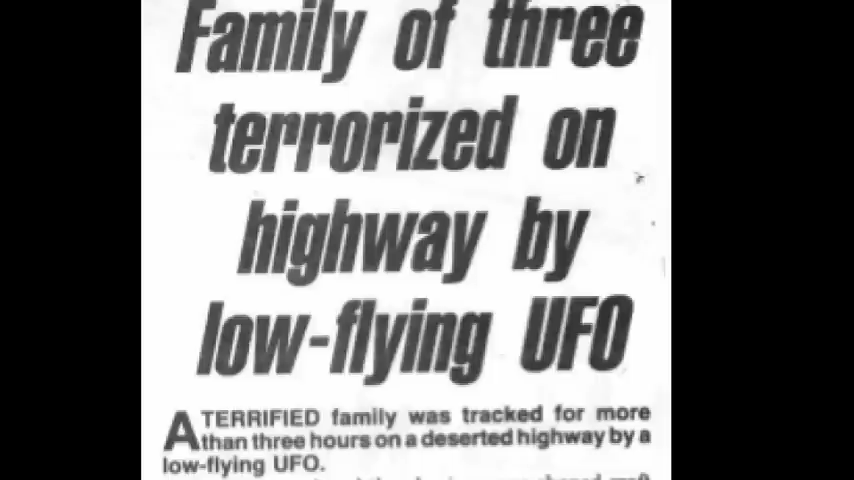 Family of three
terrorized on
highway by
low-flying UFO
A TERRIFIED family was tracked for more
than three hours on a deserted highway by a
low-flying UFO.